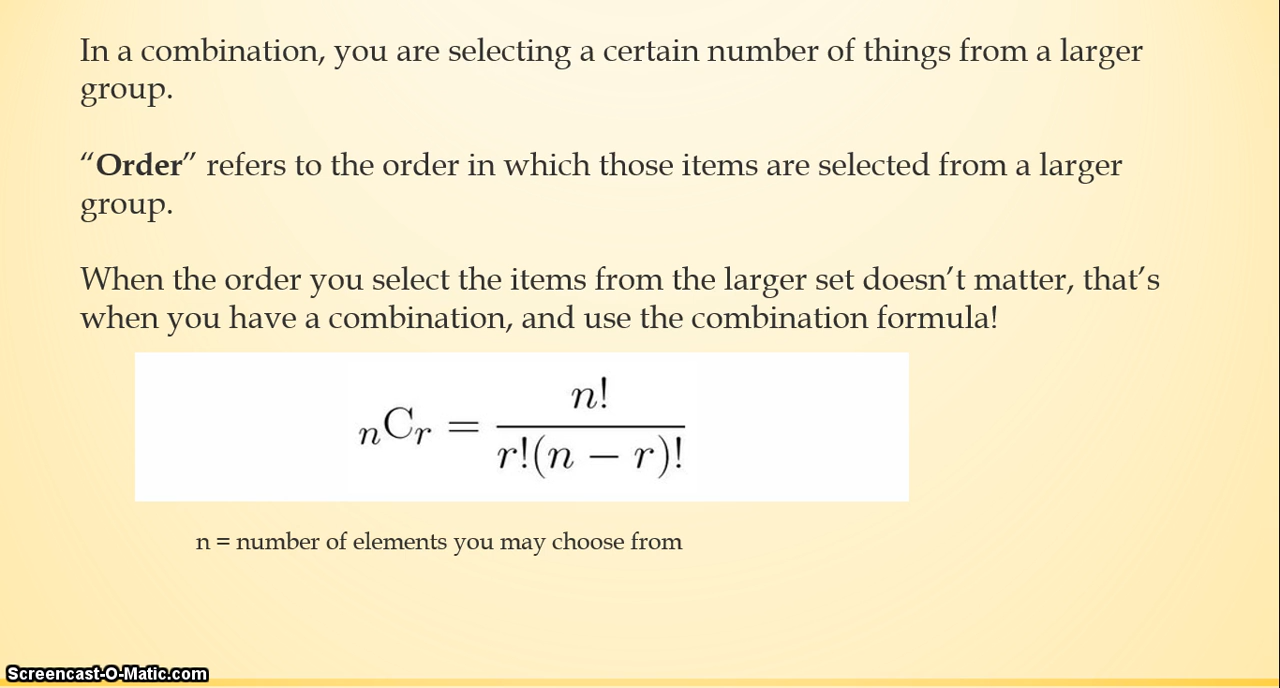 In a combination, you are selecting a certain number of things from a larger
group.
“Order” refers to the order in which those items are selected from a larger
group.
When the order you select the items from the larger set doesn’t matter, that’s
when you have a combination, and use the combination formula!
nCr = n! / r!(n − r)!
n = number of elements you may choose from
Screencast-O-Matic.com